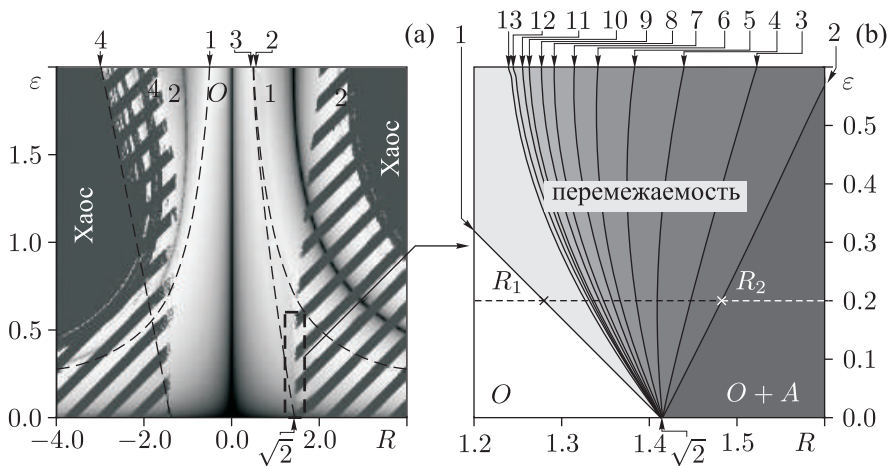 4 1 3 2 (a)
ε
4 2 O 1 2
1.5
Хаос
Хаос
1.0
0.5
0.0
−4.0 −2.0 0.0 2.0 R
√2
13 12 11 10 9 8 7 6 5 4 3 (b)
1 2
ε
0.5
0.4
перемежаемость
0.3
R₁ R₂
0.2
0.1
O O + A
0.0
1.2 1.3 1.4 1.5 R
√2